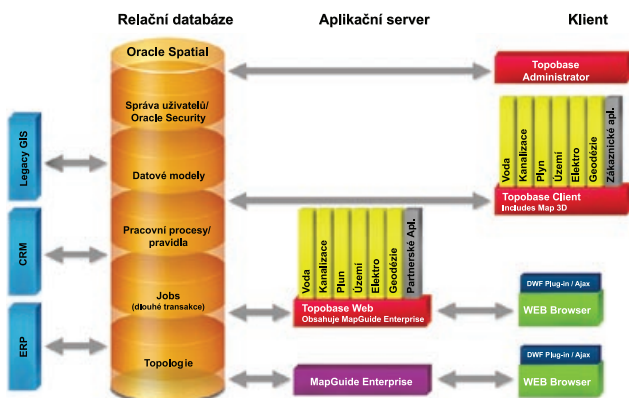 Relační databáze
Aplikační server
Klient
Oracle Spatial
Správa uživatelů/
Oracle Security
Datové modely
Pracovní procesy/
pravidla
Jobs
(dlouhé transakce)
Topologie
Legacy GIS
CRM
ERP
Topobase
Administrator
Voda
Kanalizace
Plyn
Území
Elektro
Geodézie
Zákaznické apl.
Topobase Client
Includes Map 3D
Voda
Kanalizace
Plun
Území
Elektro
Geodézie
Partnerské Apl.
Topobase Web
Obsahuje MapGuide Enterprise
DWF Plug-in / Ajax
WEB Browser
MapGuide Enterprise
DWF Plug-in / Ajax
WEB Browser